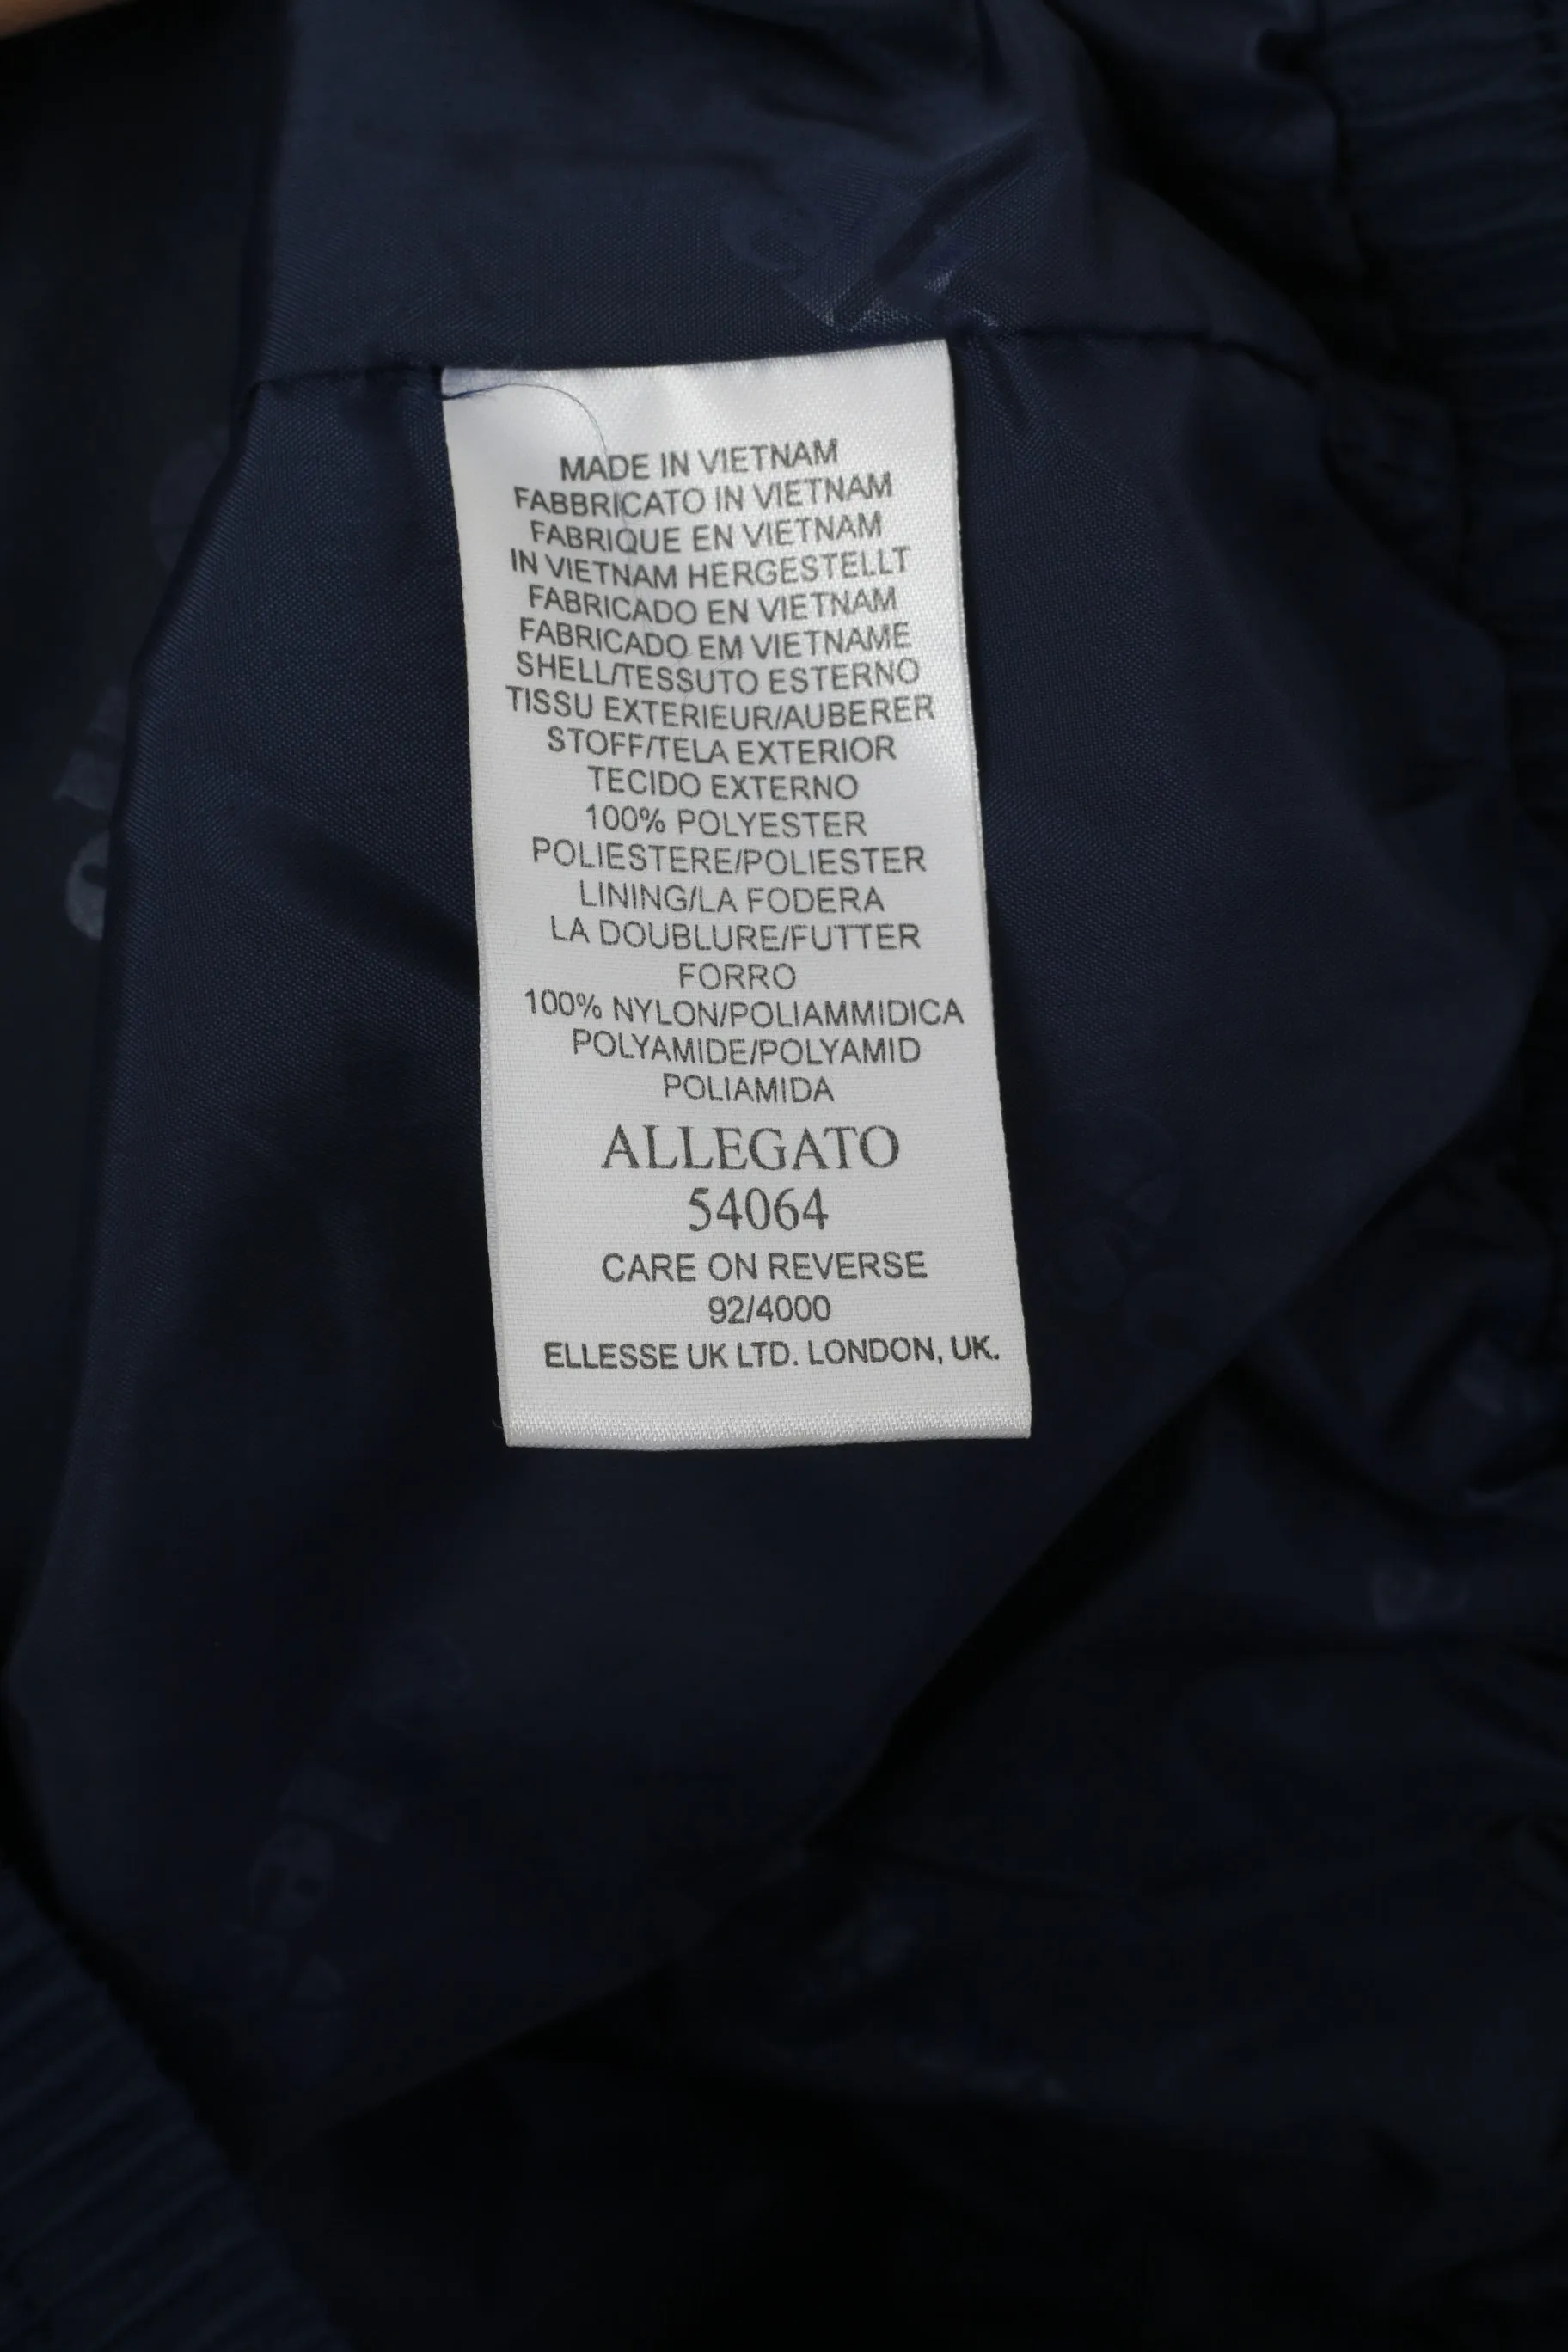 MADE IN VIETNAM
FABBRICATO IN VIETNAM
FABRIQUE EN VIETNAM
IN VIETNAM HERGESTELLT
FABRICADO EN VIETNAM
FABRICADO EM VIETNAME
SHELL/TESSUTO ESTERNO
TISSU EXTERIEUR/AUBERER
STOFF/TELA EXTERIOR
TECIDO EXTERNO
100% POLYESTER
POLIESTERE/POLIESTER
LINING/LA FODERA
LA DOUBLURE/FUTTER
FORRO
100% NYLON/POLIAMMIDICA
POLYAMIDE/POLYAMID
POLIAMIDA
ALLEGATO
54064
CARE ON REVERSE
92/4000
ELLESSE UK LTD. LONDON, UK.